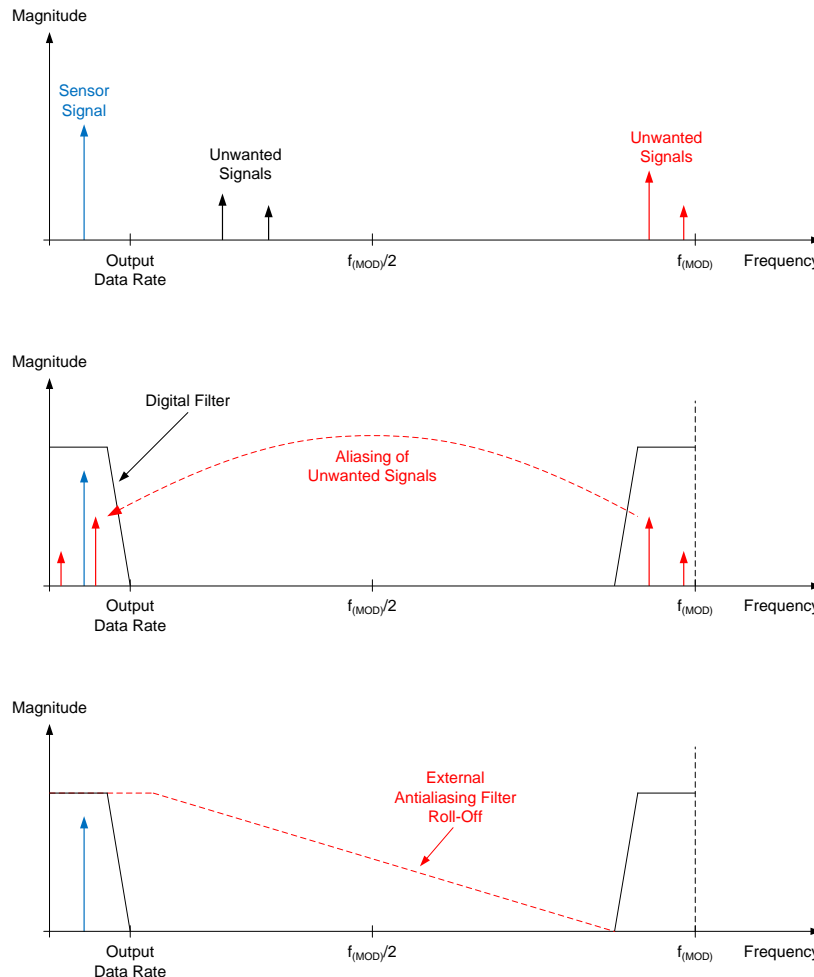 Magnitude
Sensor
Signal
Unwanted
Signals
Unwanted
Signals
Output
Data Rate
f(MOD)/2
f(MOD)
Frequency
Magnitude
Digital Filter
Aliasing of
Unwanted Signals
Output
Data Rate
f(MOD)/2
f(MOD)
Frequency
Magnitude
External
Antialiasing Filter
Roll-Off
Output
Data Rate
f(MOD)/2
f(MOD)
Frequency